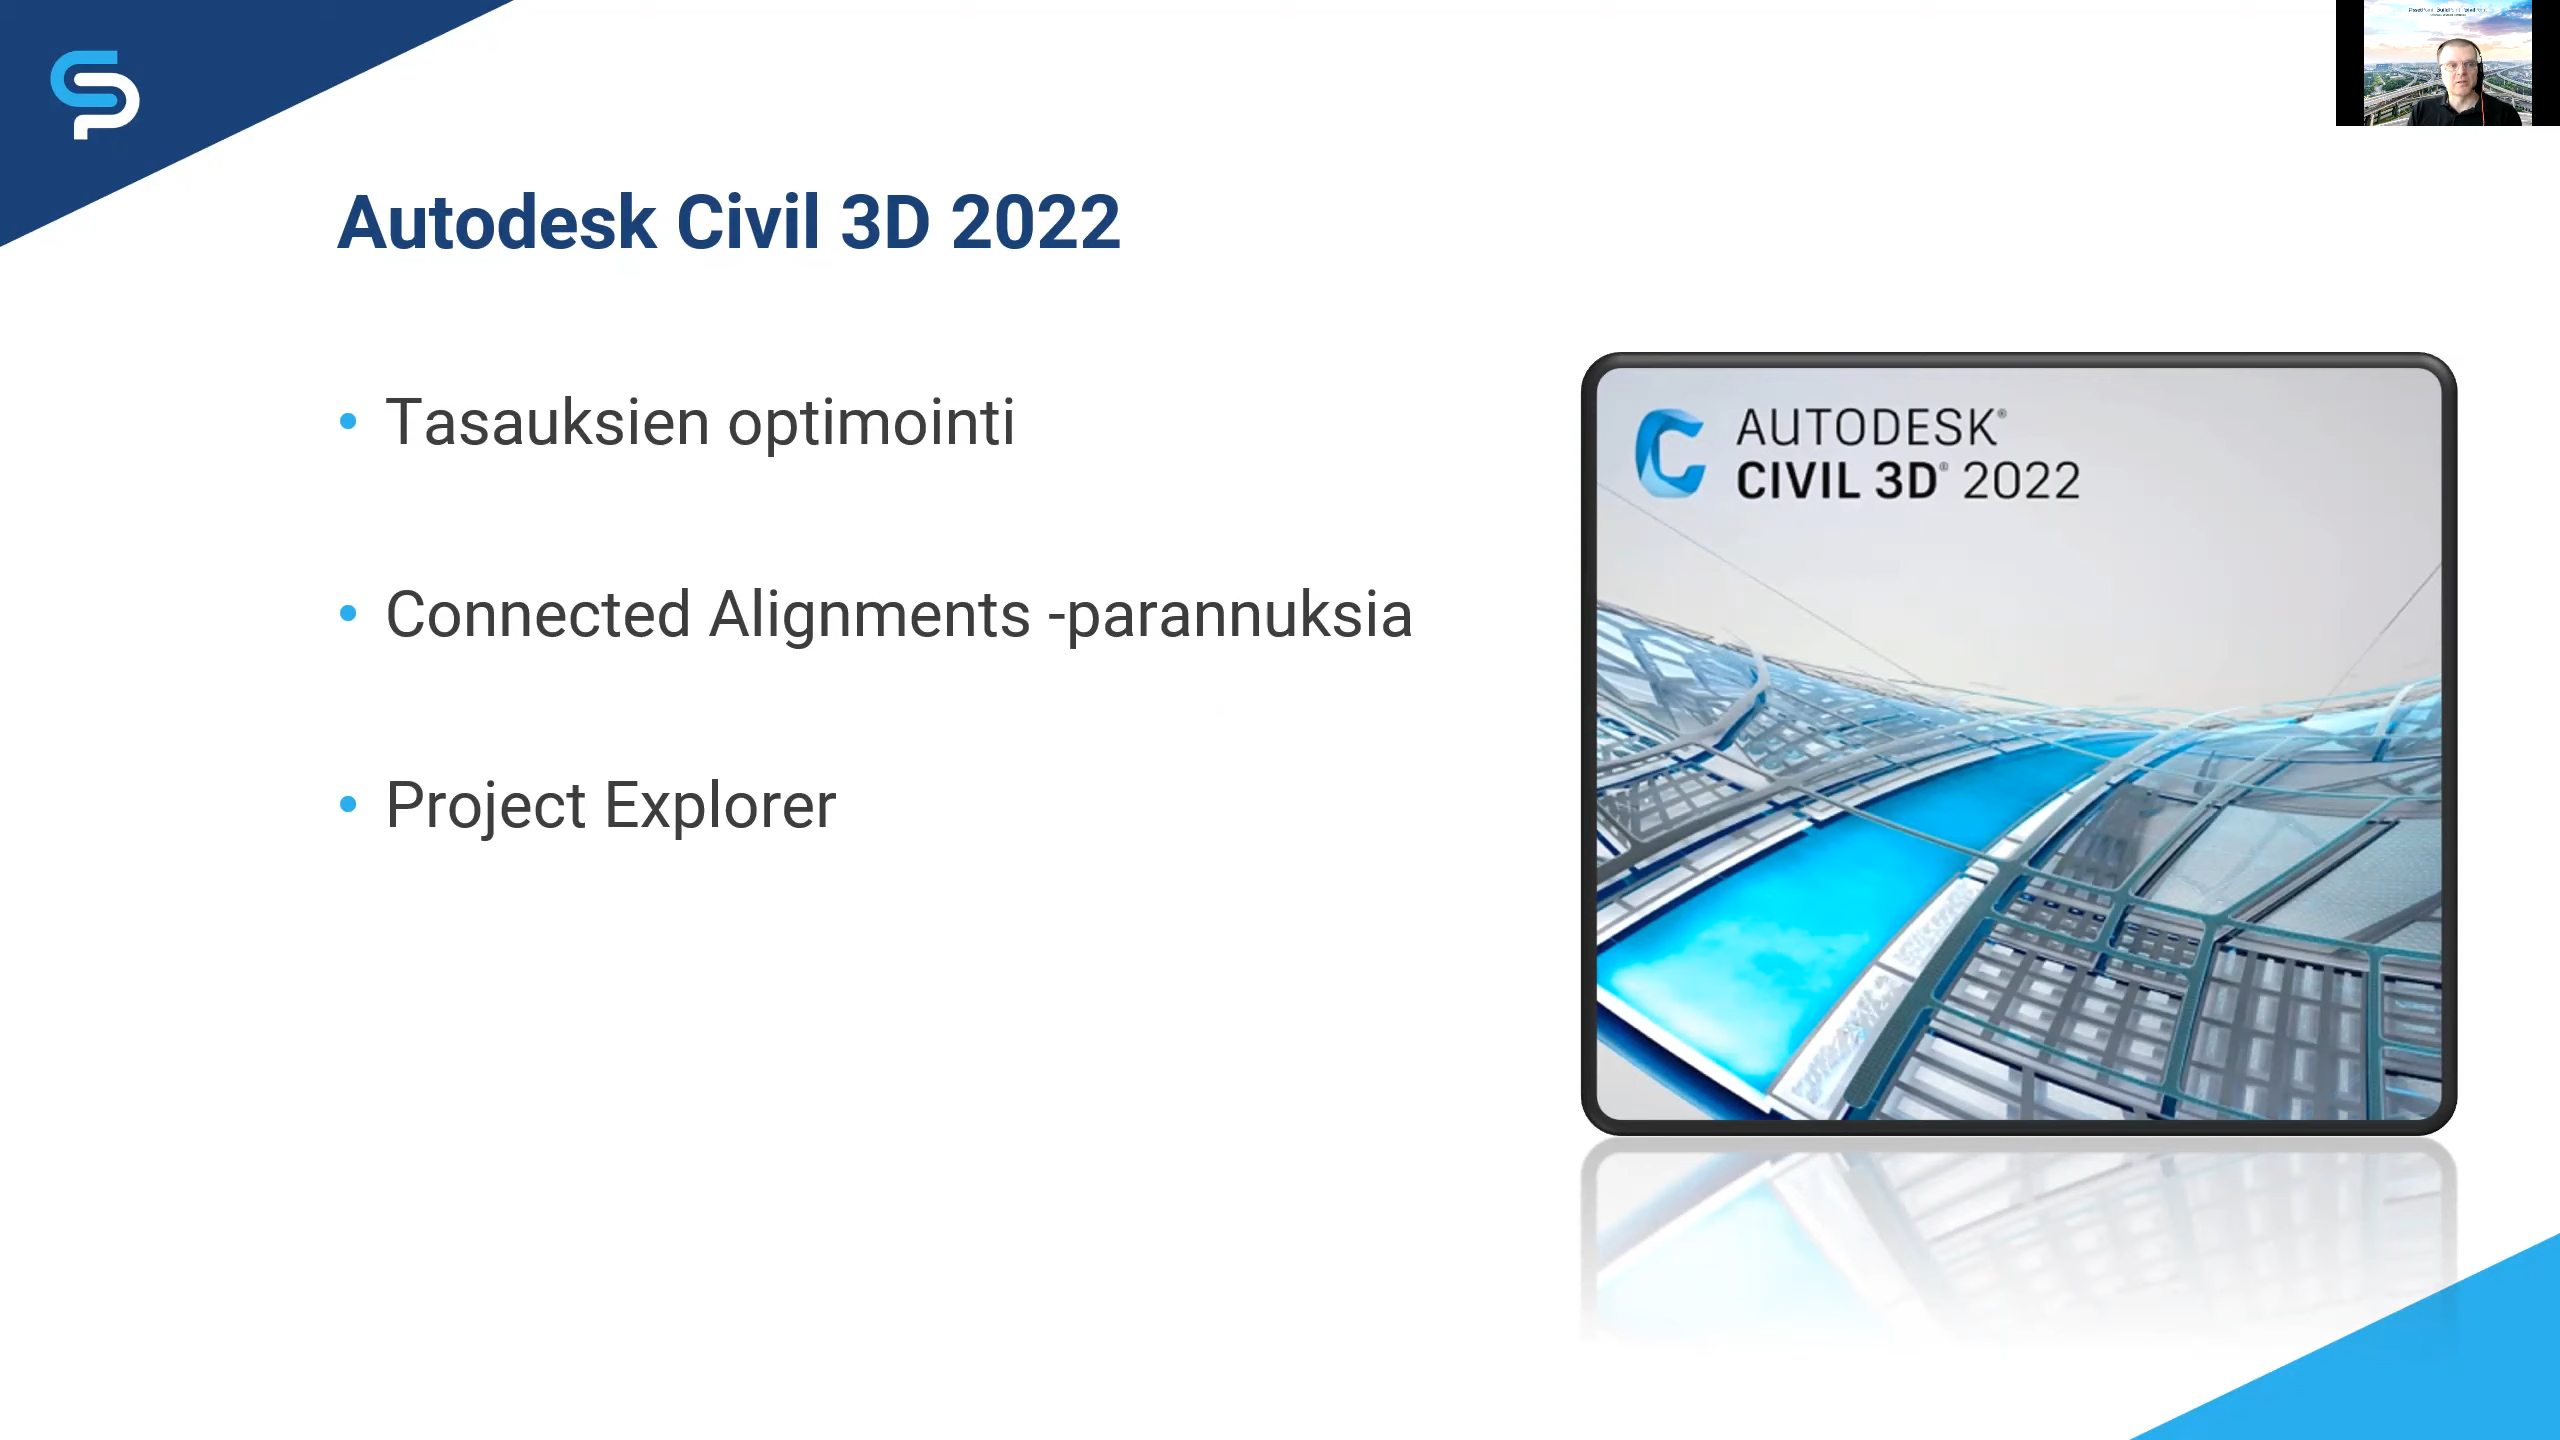 Autodesk Civil 3D 2022
• Tasauksien optimointi
• Connected Alignments -parannuksia
• Project Explorer
AUTODESK®
CIVIL 3D® 2022